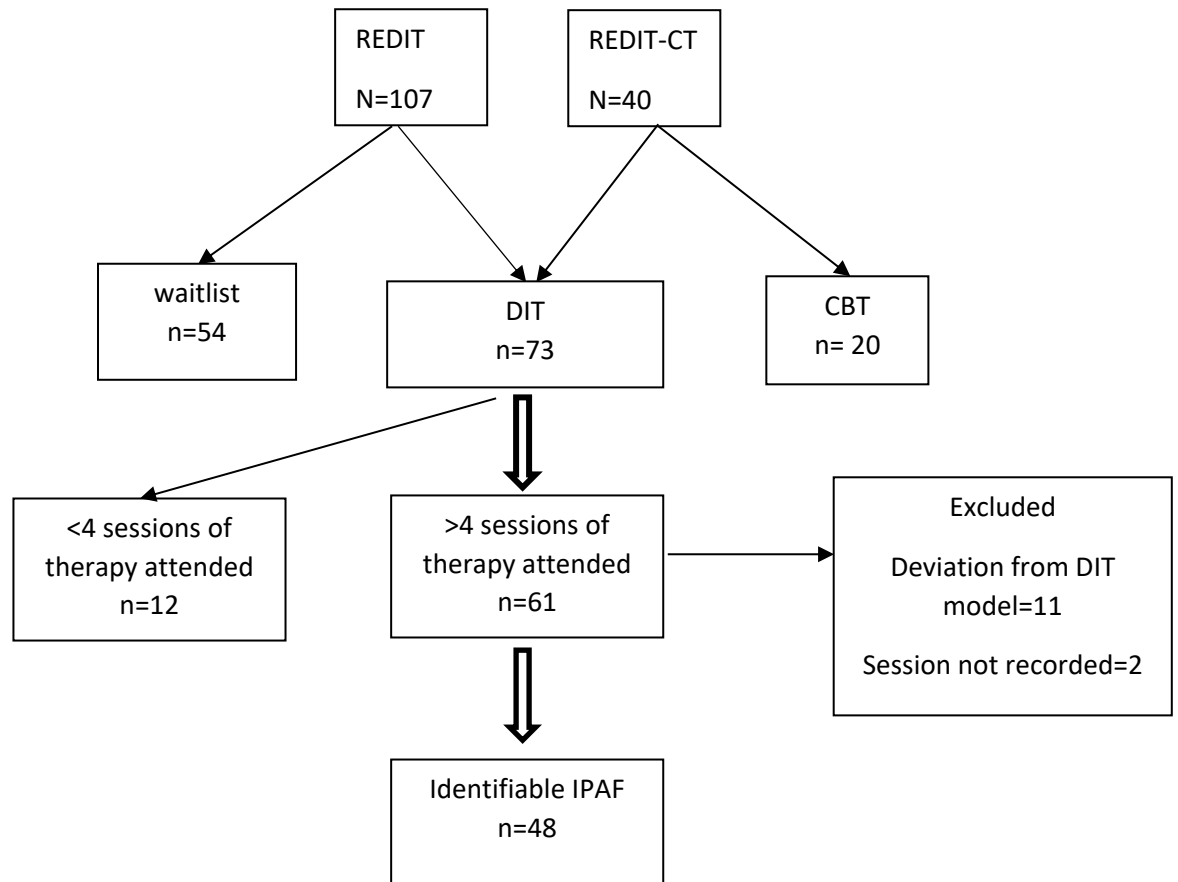 REDIT
N=107
REDIT-CT
N=40
waitlist
n=54
DIT
n=73
CBT
n= 20
<4 sessions of
therapy attended
n=12
>4 sessions of
therapy attended
n=61
Excluded
Deviation from DIT
model=11
Session not recorded=2
Identifiable IPAF
n=48